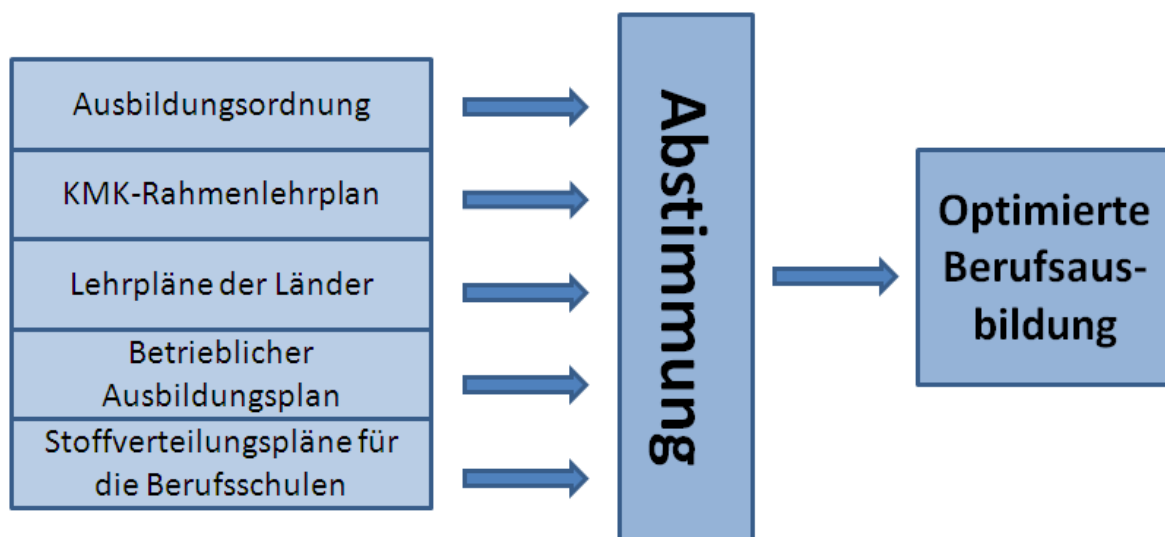 Ausbildungsordnung
KMK-Rahmenlehrplan
Lehrpläne der Länder
Betrieblicher
Ausbildungsplan
Stoffverteilungspläne für
die Berufsschulen
Abstimmung
Optimierte
Berufsaus-
bildung